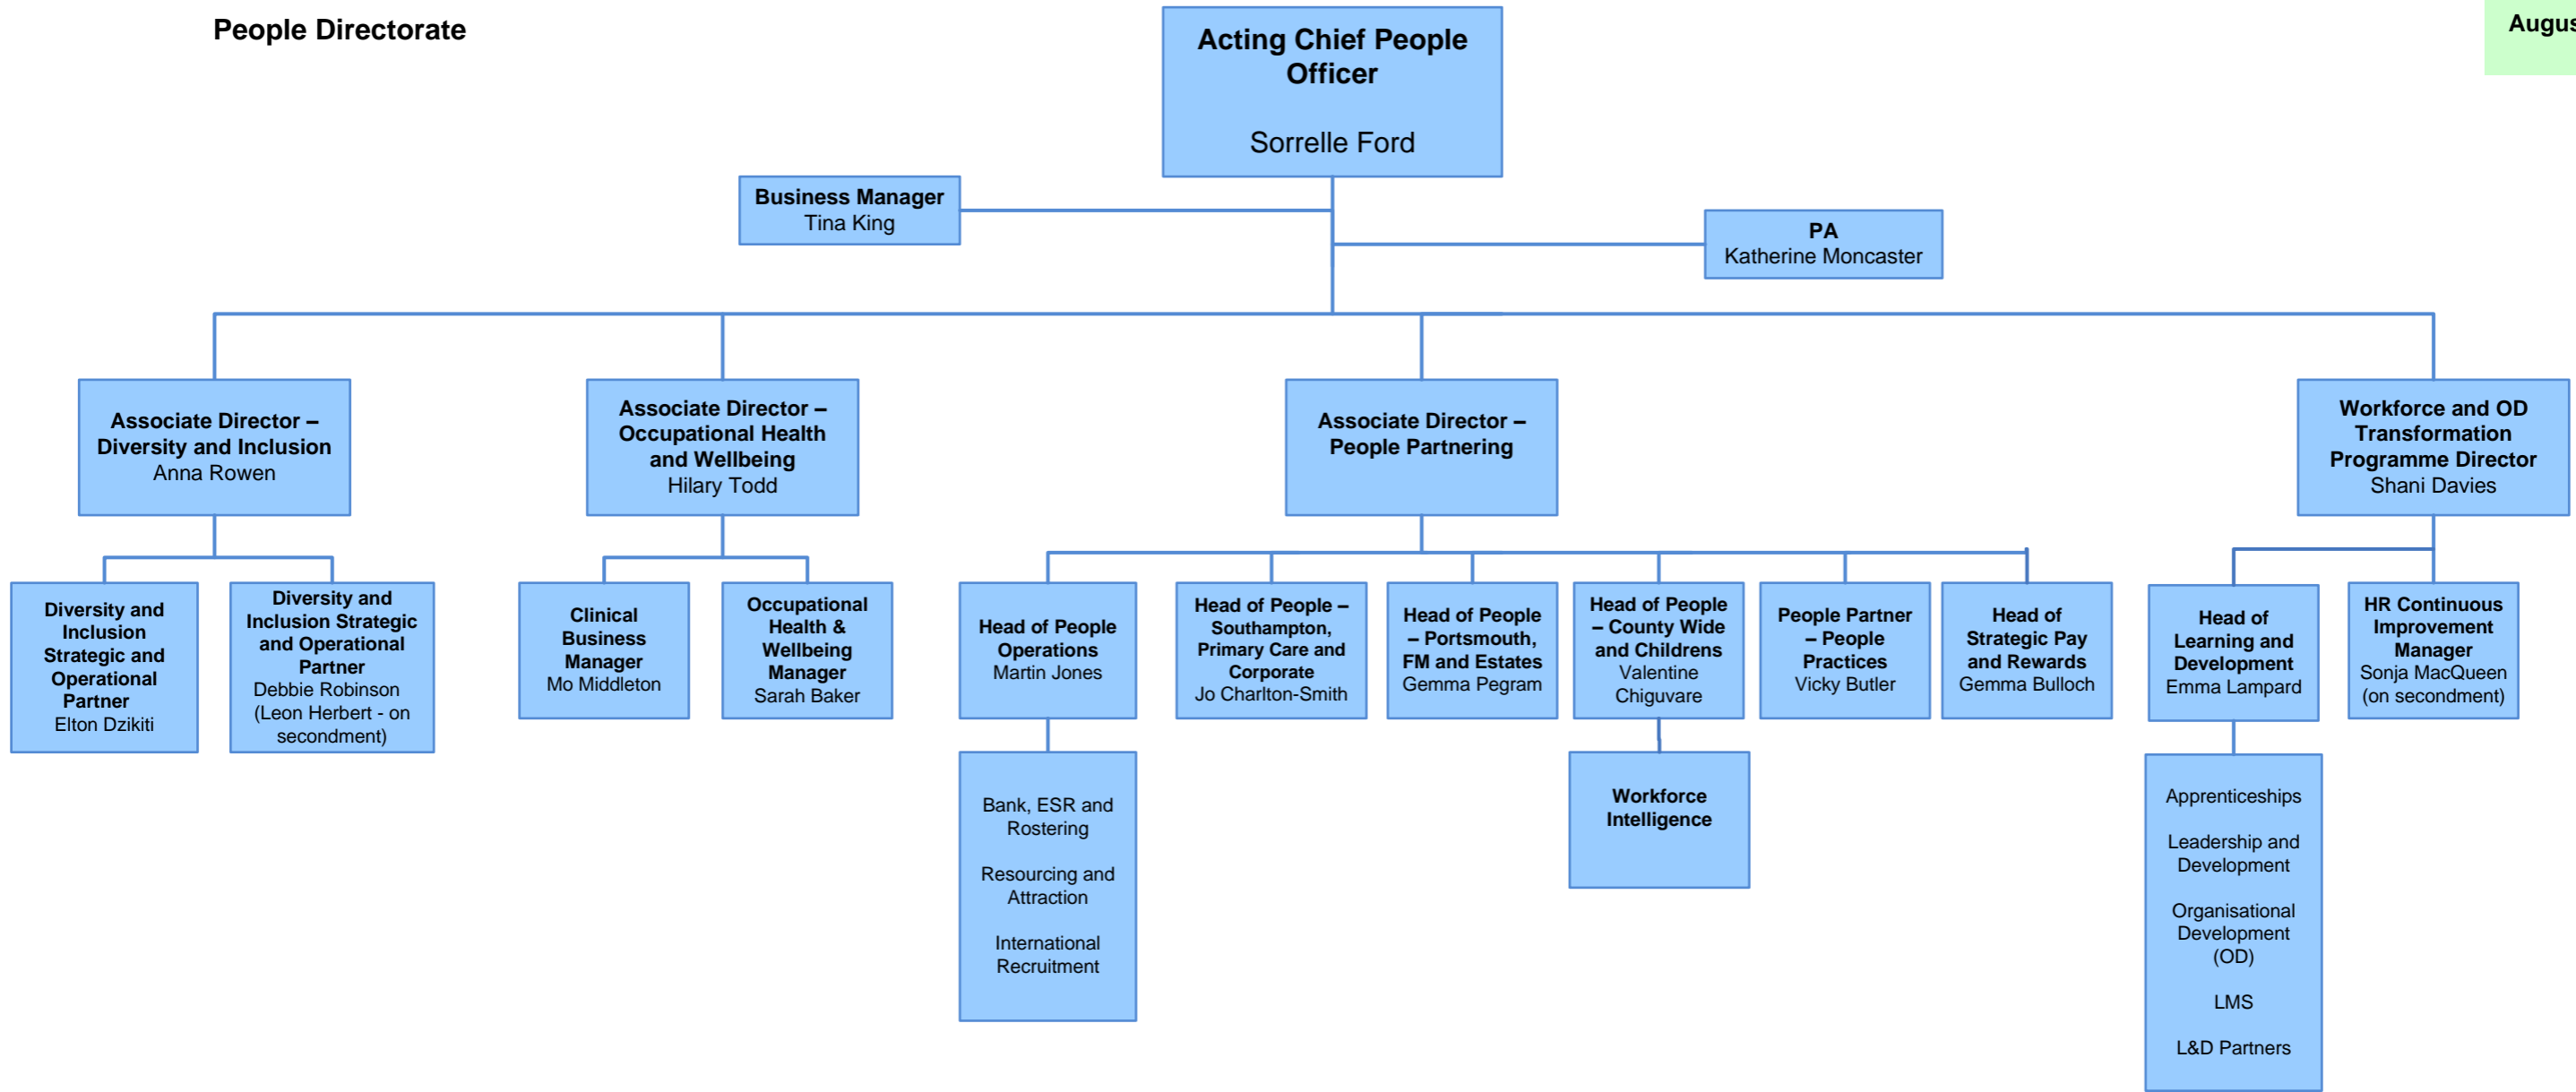 People Directorate
Augus
Acting Chief People
Officer
Sorrelle Ford
Business Manager
Tina King
PA
Katherine Moncaster
Associate Director –
Diversity and Inclusion
Anna Rowen
Associate Director –
Occupational Health
and Wellbeing
Hilary Todd
Associate Director –
People Partnering
Workforce and OD
Transformation
Programme Director
Shani Davies
Diversity and
Inclusion
Strategic and
Operational
Partner
Elton Dzikiti
Diversity and
Inclusion Strategic
and Operational
Partner
Debbie Robinson
(Leon Herbert - on
secondment)
Clinical
Business
Manager
Mo Middleton
Occupational
Health &
Wellbeing
Manager
Sarah Baker
Head of People
Operations
Martin Jones
Head of People –
Southampton,
Primary Care and
Corporate
Jo Charlton-Smith
Head of People
– Portsmouth,
FM and Estates
Gemma Pegram
Head of People
– County Wide
and Childrens
Valentine
Chiguvare
People Partner
– People
Practices
Vicky Butler
Head of
Strategic Pay
and Rewards
Gemma Bulloch
Head of
Learning and
Development
Emma Lampard
HR Continuous
Improvement
Manager
Sonja MacQueen
(on secondment)
Bank, ESR and
Rostering
Resourcing and
Attraction
International
Recruitment
Workforce
Intelligence
Apprenticeships
Leadership and
Development
Organisational
Development
(OD)
LMS
L&D Partners